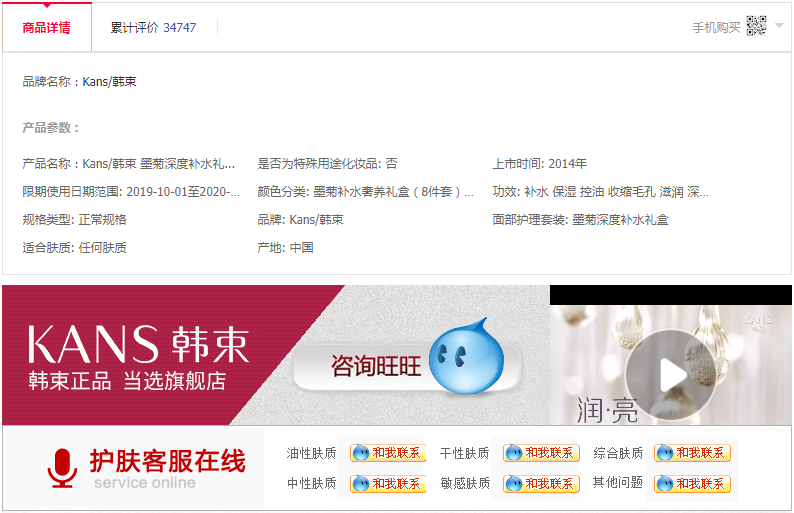 商品详情 累计评价 34747 手机购买
品牌名称：Kans/韩束
产品参数：
产品名称：Kans/韩束 墨菊深度补水礼... 是否为特殊用途化妆品: 否 上市时间: 2014年
限期使用日期范围: 2019-10-01至2020-... 颜色分类: 墨菊补水奢养礼盒（8件套）... 功效: 补水 保湿 控油 收缩毛孔 滋润 深...
规格类型: 正常规格 品牌: Kans/韩束 面部护理套装: 墨菊深度补水礼盒
适合肤质: 任何肤质 产地: 中国
KANS 韩束
韩束正品 当选旗舰店
咨询旺旺
KANS
润·亮
护肤客服在线
service online
油性肤质 和我联系 干性肤质 和我联系 综合肤质 和我联系
中性肤质 和我联系 敏感肤质 和我联系 其他问题 和我联系